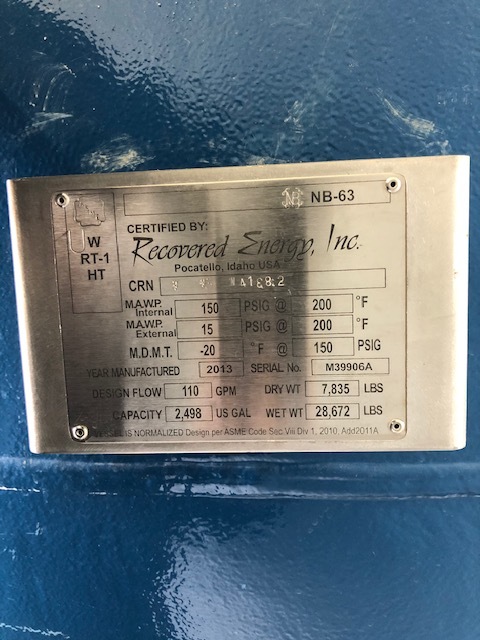 NB-63
U
W
RT-1
HT
CERTIFIED BY:
Recovered Energy, Inc.
Pocatello, Idaho USA
CRN
M.A.W.P. Internal 150 PSIG @ 200 °F
M.A.W.P. External 15 PSIG @ 200 °F
M.D.M.T. -20 °F @ 150 PSIG
YEAR MANUFACTURED 2013 SERIAL No. M39906A
DESIGN FLOW 110 GPM DRY WT 7,835 LBS
CAPACITY 2,498 US GAL WET WT 28,672 LBS
IS NORMALIZED Design per ASME Code Sec. Viii Div 1, 2010, Add2011A